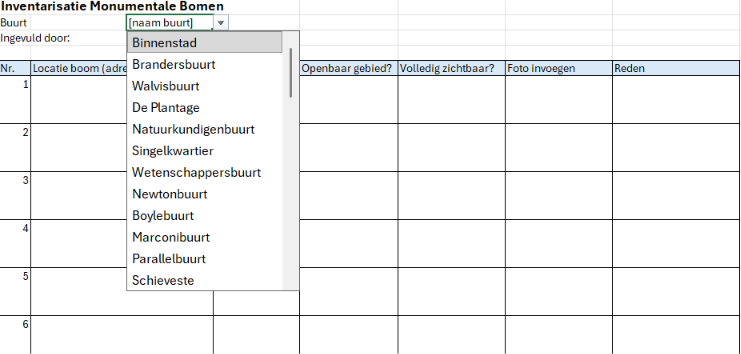 Inventarisatie Monumentale Bomen
Buurt [naam buurt]
Ingevuld door:
Binnenstad
Brandersbuurt
Walvisbuurt
De Plantage
Natuurkundigenbuurt
Singelkwartier
Wetenschappersbuurt
Newtonbuurt
Boylebuurt
Marconibuurt
Parallelbuurt
Schieveste
Nr. Locatie boom (adre Openbaar gebied? Volledig zichtbaar? Foto invoegen Reden
1
2
3
4
5
6